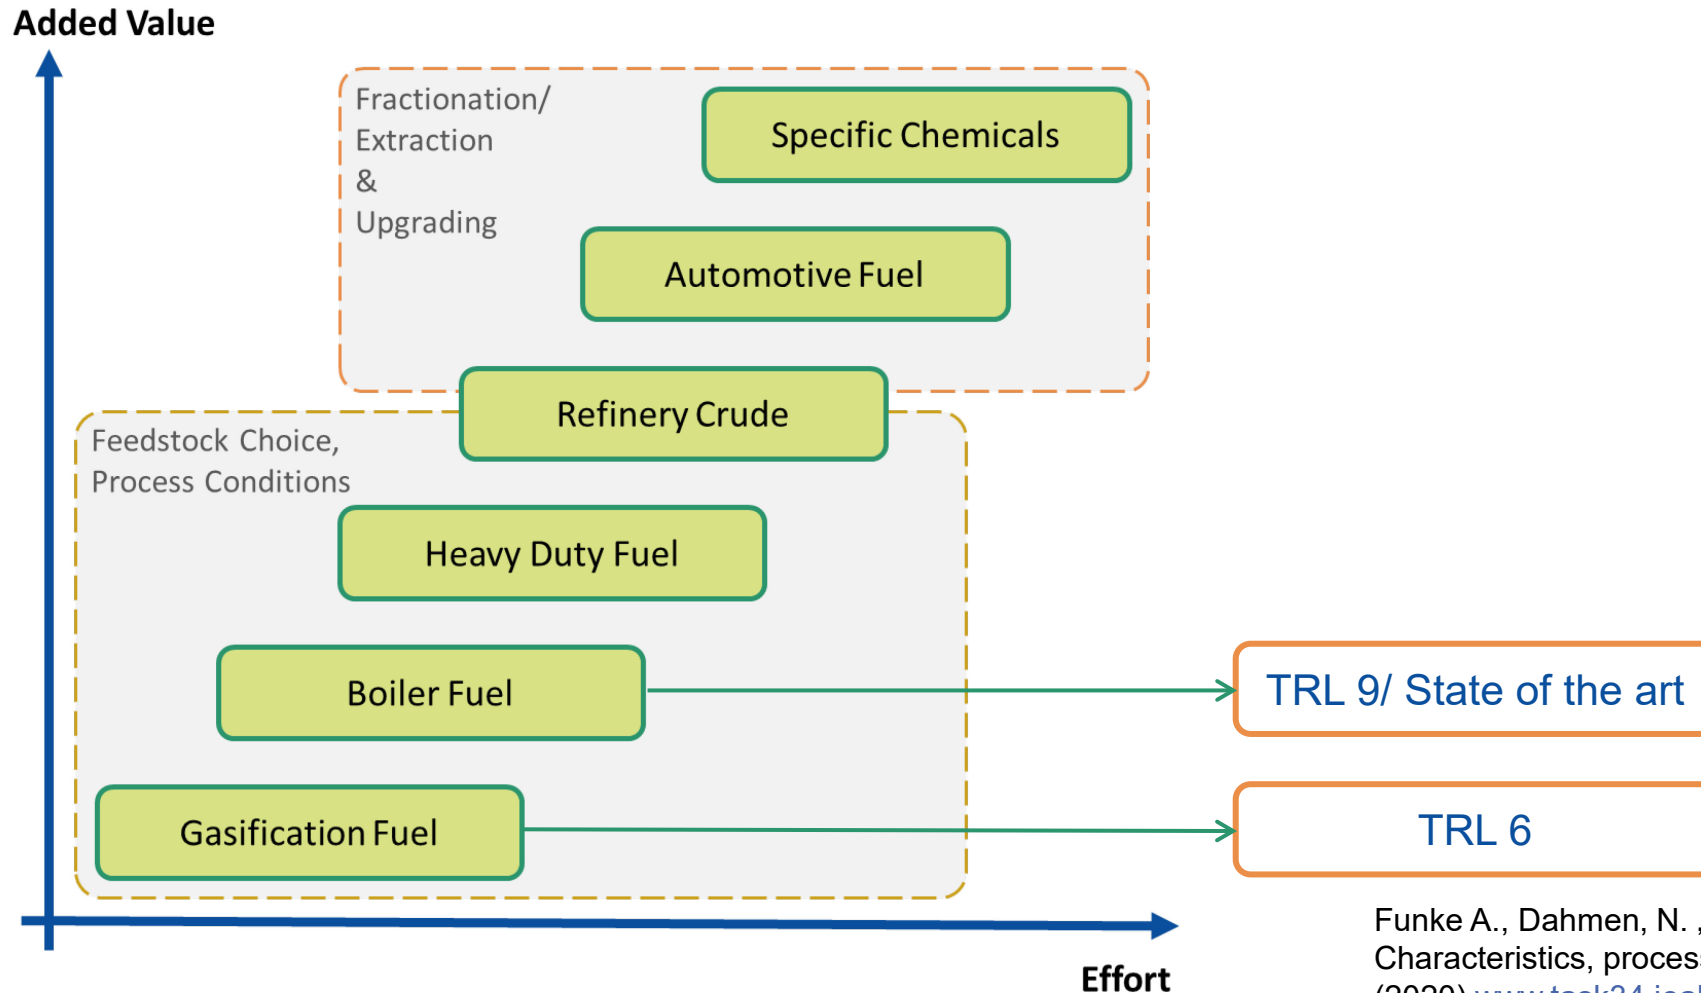 Added Value
Fractionation/
Extraction
&
Upgrading
Specific Chemicals
Automotive Fuel
Refinery Crude
Feedstock Choice,
Process Conditions
Heavy Duty Fuel
Boiler Fuel
TRL 9/ State of the art
Gasification Fuel
TRL 6
Effort
Funke A., Dahmen, N. ,
Characteristics,
(2020)